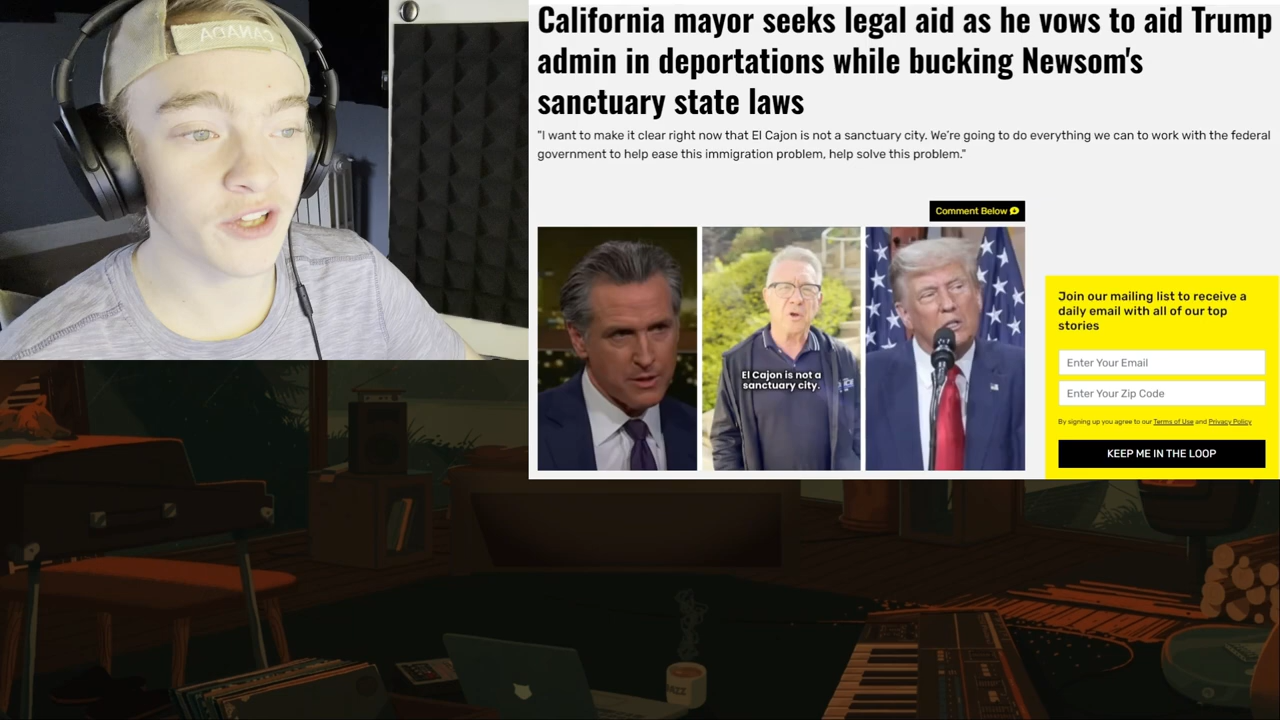 CANADA
California mayor seeks legal aid as he vows to aid Trump
admin in deportations while bucking Newsom's
sanctuary state laws
"I want to make it clear right now that El Cajon is not a sanctuary city. We're going to do everything we can to work with the federal
government to help ease this immigration problem, help solve this problem."
Comment Below
El Cajon is not a
sanctuary city.
Join our mailing list to receive a
daily email with all of our top
stories
Enter Your Email
Enter Your Zip Code
By signing up you agree to our Terms of Use and Privacy Policy
KEEP ME IN THE LOOP
JAZZ